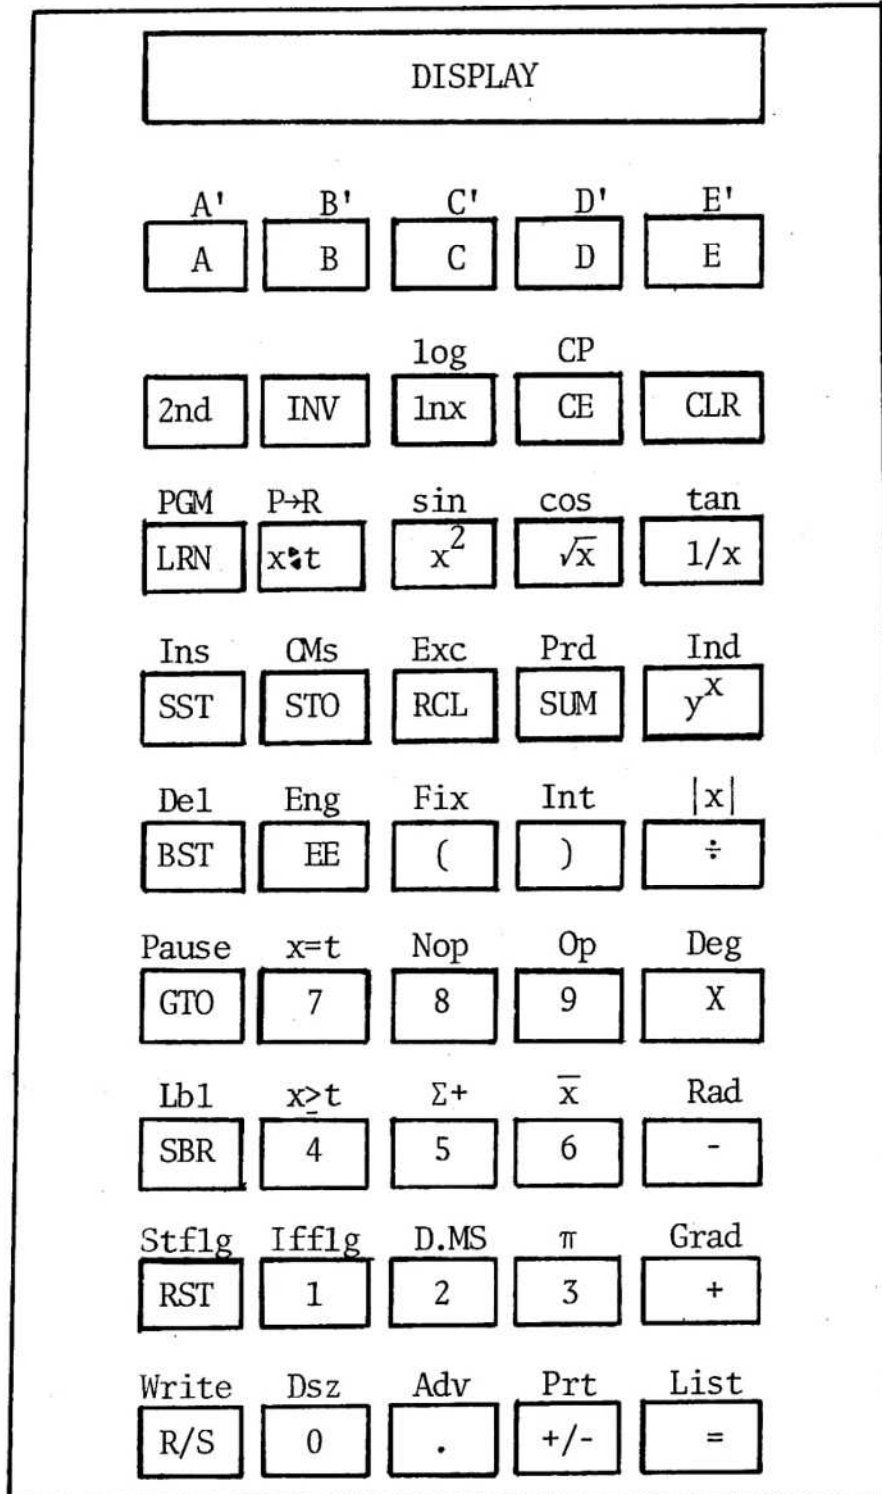 DISPLAY
A' B' C' D' E'
A B C D E
log CP
2nd INV lnx CE CLR
PGM P→R sin cos tan
LRN x⇄t x² √x 1/x
Ins CMs Exc Prd Ind
SST STO RCL SUM yˣ
Del Eng Fix Int |x|
BST EE ( ) ÷
Pause x=t Nop Op Deg
GTO 7 8 9 X
Lbl x≥t Σ+ x̅ Rad
SBR 4 5 6 -
Stflg Ifflg D.MS π Grad
RST 1 2 3 +
Write Dsz Adv Prt List
R/S 0 . +/- =